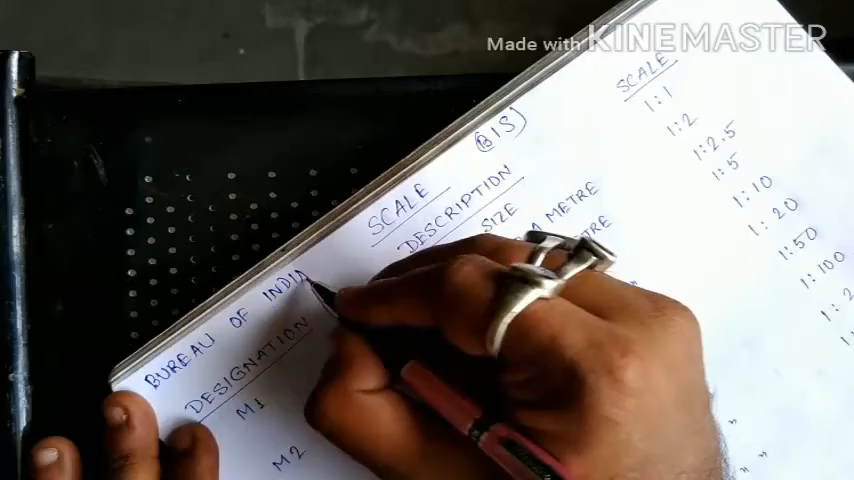 Made with KINEMASTER
BUREAU OF INDIA SCALE (BIS)
DESIGNATION DESCRIPTION SCALE
M1 SIZE METRE 1:1
M2 1:2
1:2.5
1:5
1:10
1:20
1:50
1:100